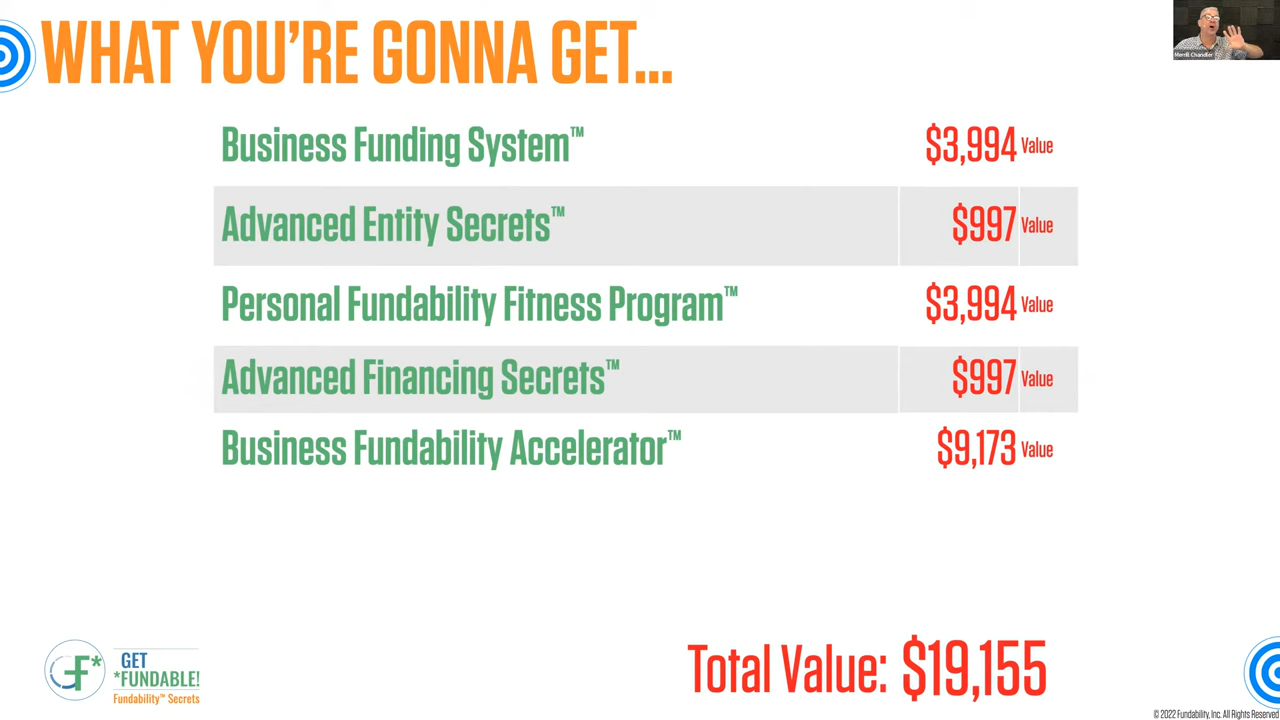 WHAT YOU'RE GONNA GET...
Merrill Chandler
Business Funding System™ $3,994 Value
Advanced Entity Secrets™ $997 Value
Personal Fundability Fitness Program™ $3,994 Value
Advanced Financing Secrets™ $997 Value
Business Fundability Accelerator™ $9,173 Value
F*
GET
*FUNDABLE!
Fundability™ Secrets
Total Value: $19,155
© 2022 Fundability, Inc. All Rights Reserved